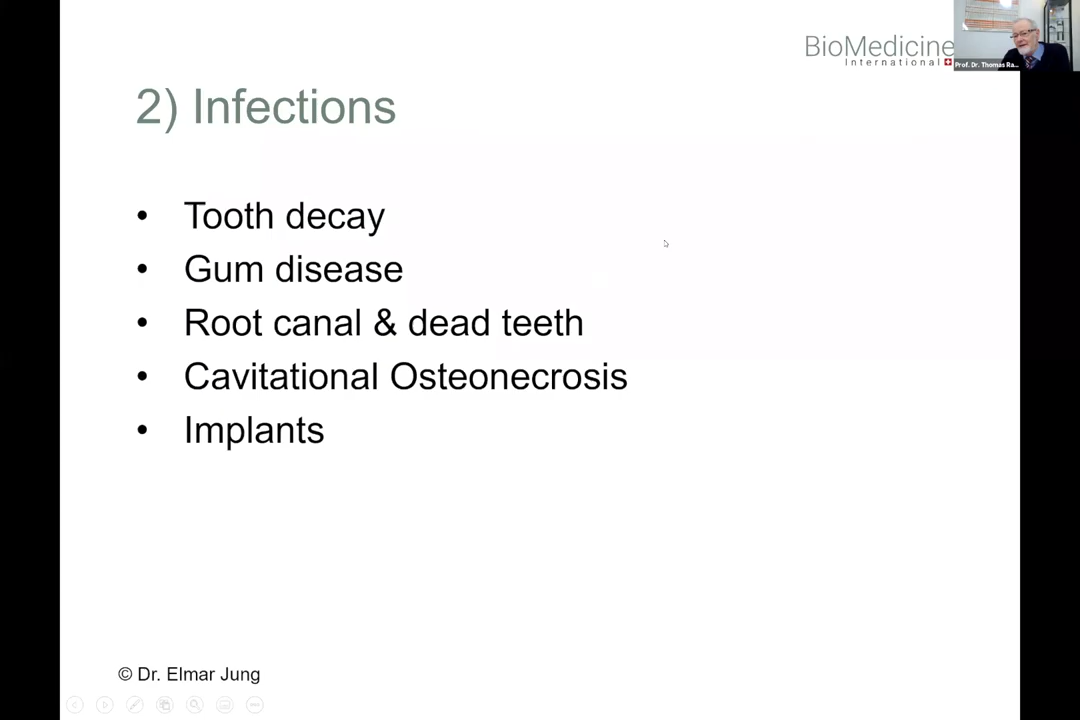 BioMedicine
International
Prof. Dr. Thomas Ra...
2) Infections
• Tooth decay
• Gum disease
• Root canal & dead teeth
• Cavitational Osteonecrosis
• Implants
© Dr. Elmar Jung